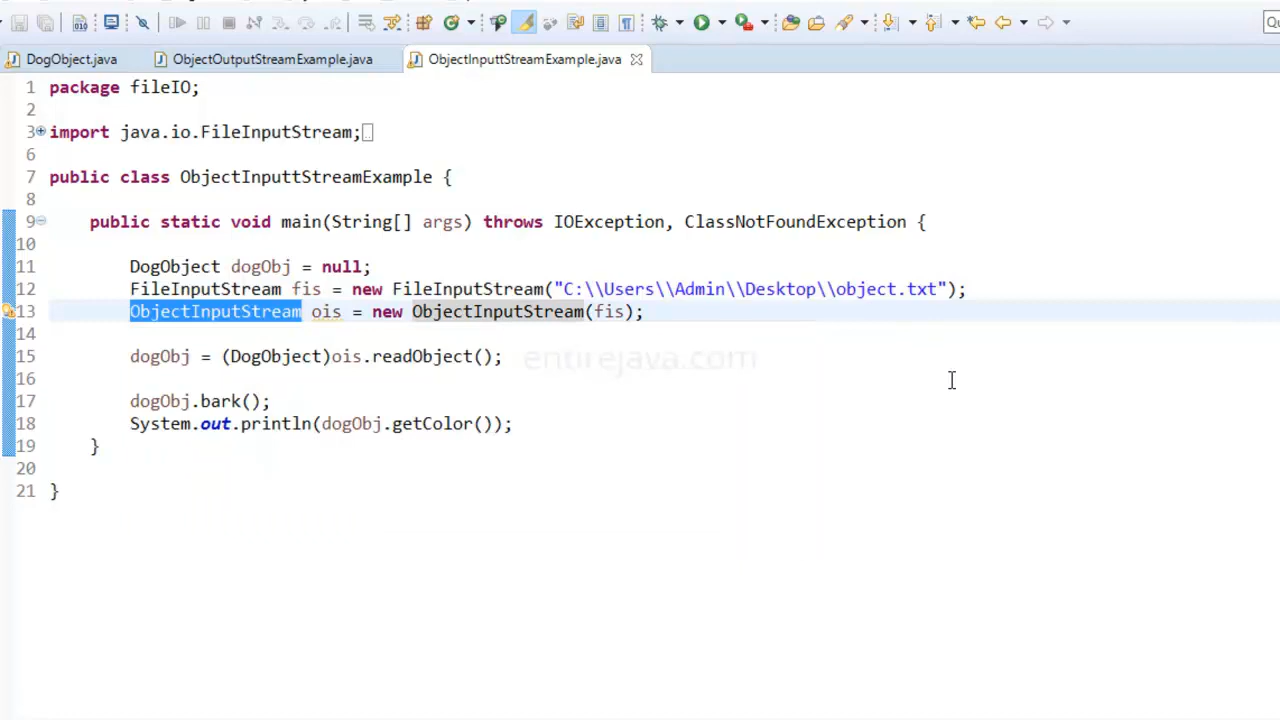 DogObject.java ObjectOutputStreamExample.java ObjectInputtStreamExample.java
1 package fileIO;
2
3 import java.io.FileInputStream;
6
7 public class ObjectInputtStreamExample {
8
9 public static void main(String[] args) throws IOException, ClassNotFoundException {
10
11 DogObject dogObj = null;
12 FileInputStream fis = new FileInputStream("C:\\Users\\Admin\\Desktop\\object.txt");
13 ObjectInputStream ois = new ObjectInputStream(fis);
14
15 dogObj = (DogObject)ois.readObject();
entirejava.com
16
17 dogObj.bark();
18 System.out.println(dogObj.getColor());
19 }
20
21 }